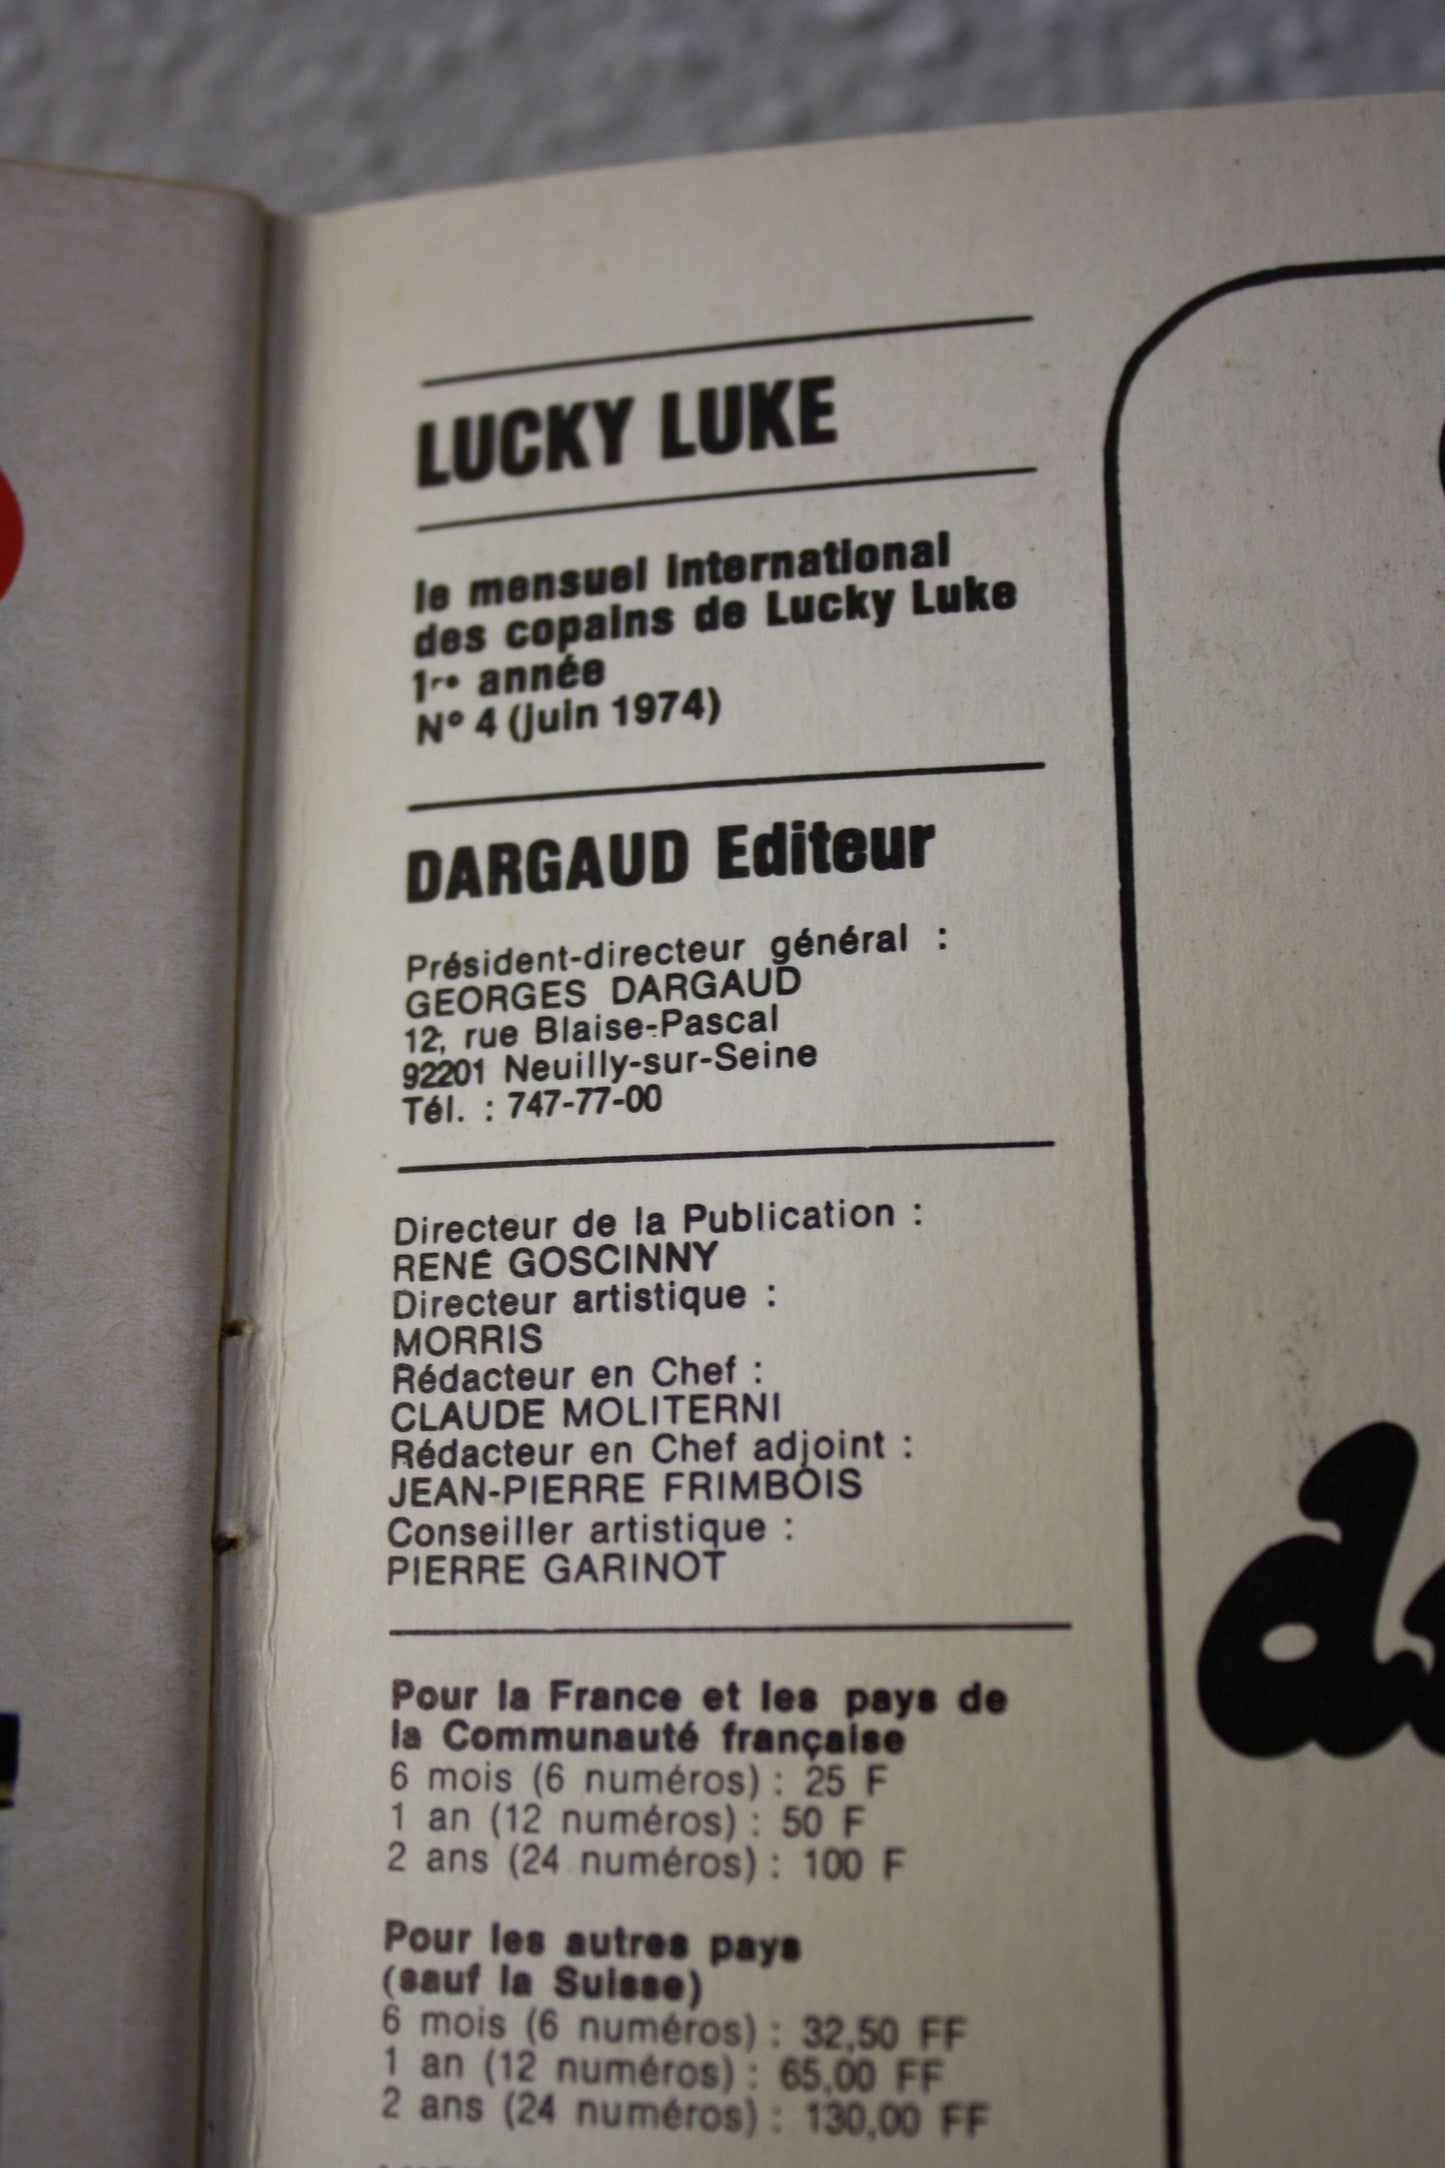 LUCKY LUKE
le mensuel international
des copains de Lucky Luke
1re année
N° 4 (juin 1974)
DARGAUD Editeur
Président-directeur général :
GEORGES DARGAUD
12, rue Blaise-Pascal
92201 Neuilly-sur-Seine
Tél. : 747-77-00
Directeur de la Publication :
RENÉ GOSCINNY
Directeur artistique :
MORRIS
Rédacteur en Chef :
CLAUDE MOLITERNI
Rédacteur en Chef adjoint :
JEAN-PIERRE FRIMBOIS
Conseiller artistique :
PIERRE GARINOT
Pour la France et les pays de
la Communauté française
6 mois (6 numéros) : 25 F
1 an (12 numéros) : 50 F
2 ans (24 numéros) : 100 F
Pour les autres pays
(sauf la Suisse)
6 mois (6 numéros) : 32,50 FF
1 an (12 numéros) : 65,00 FF
2 ans (24 numéros) : 130,00 FF